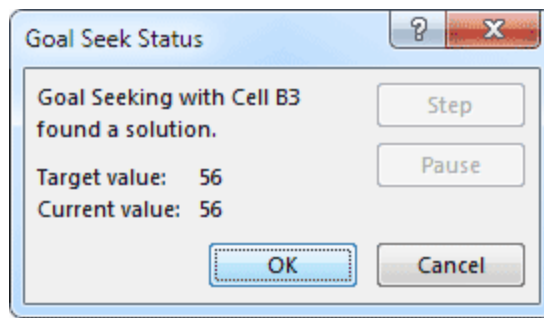 Goal Seek Status
?
Goal Seeking with Cell B3
found a solution.
Step
Target value: 56
Pause
Current value: 56
OK
Cancel